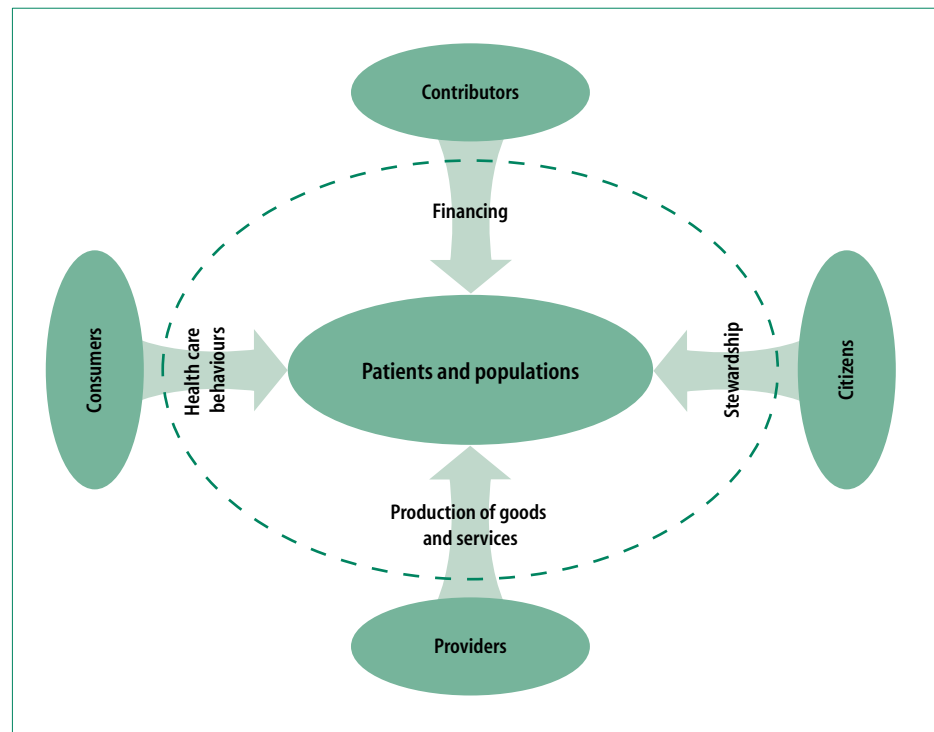 Contributors
Financing
Consumers
Health care
behaviours
Patients and populations
Stewardship
Citizens
Production of goods
and services
Providers